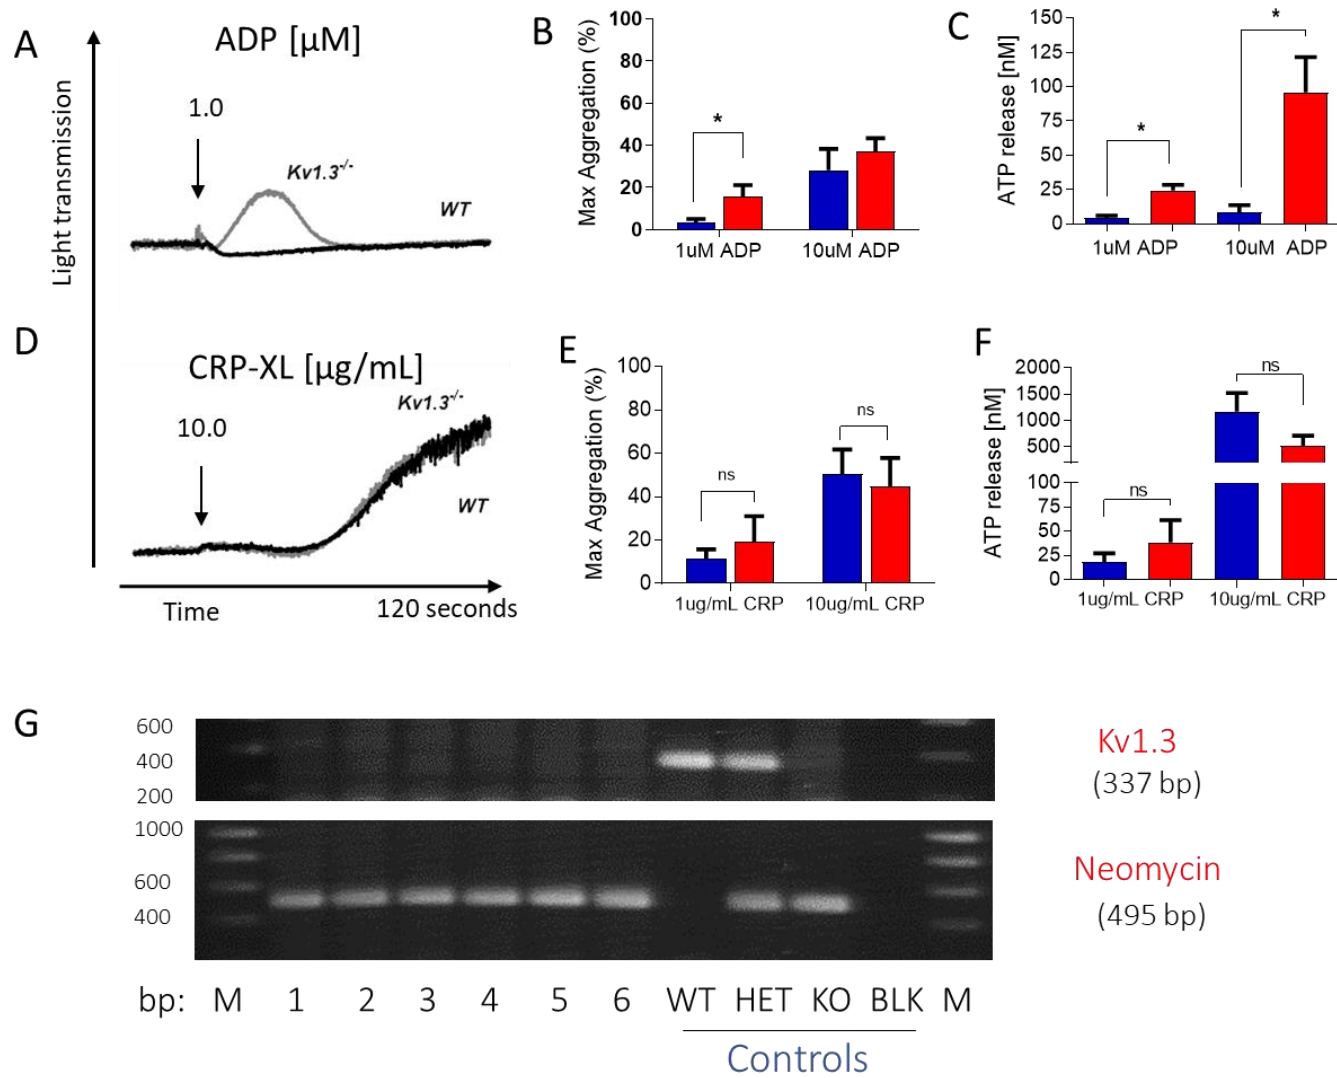 A
ADP [μM]
Light transmission
1.0
Kv1.3-/-
WT
B
Max Aggregation (%)
100
80
60
40
20
0
*
1uM ADP
10uM ADP
C
ATP release [nM]
150
125
100
75
50
25
0
*
*
1uM ADP
10uM ADP
D
CRP-XL [μg/mL]
10.0
Kv1.3-/-
WT
Time
120 seconds
E
Max Aggregation (%)
100
80
60
40
20
0
ns
ns
1ug/mL CRP
10ug/mL CRP
F
ATP release [nM]
2000
1500
1000
500
100
75
50
25
0
ns
ns
1ug/mL CRP
10ug/mL CRP
G
600
400
200
Kv1.3
(337 bp)
1000
600
400
Neomycin
(495 bp)
bp: M 1 2 3 4 5 6 WT HET KO BLK M
Controls